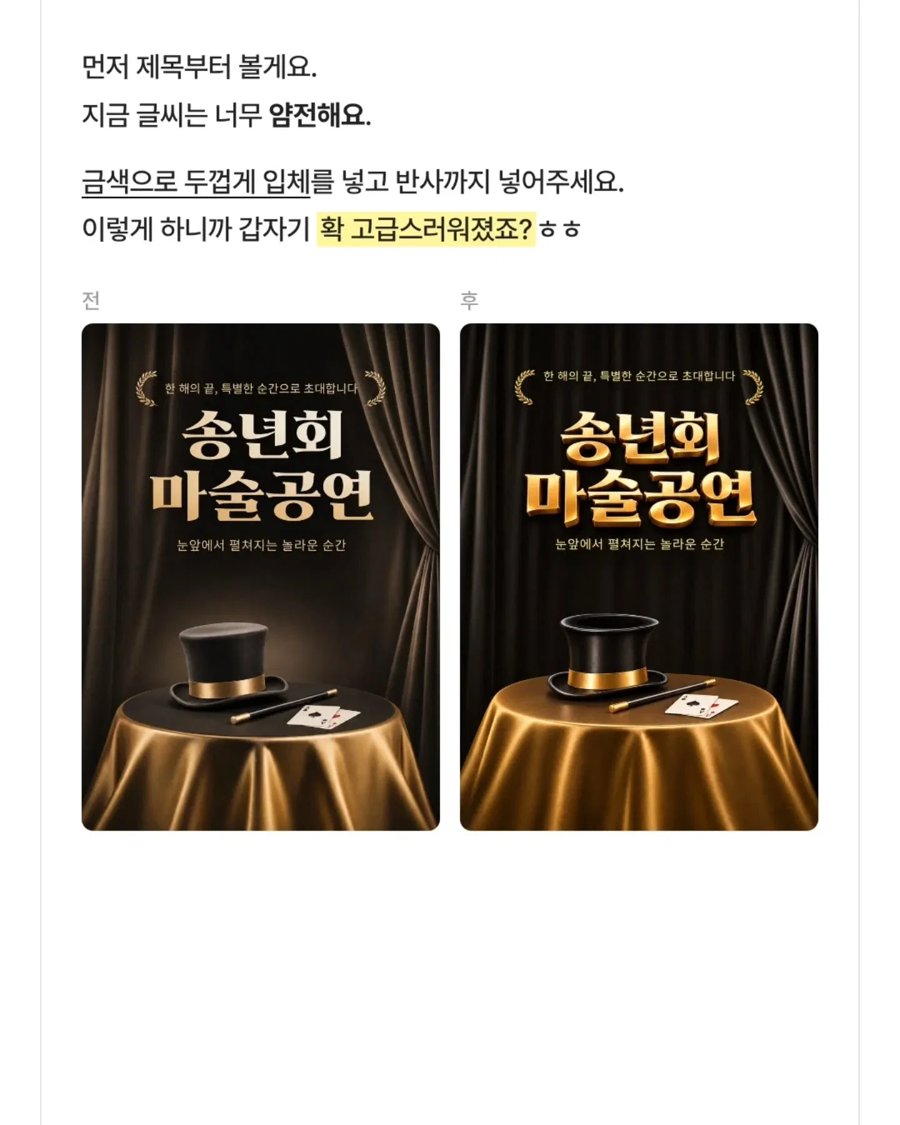 먼저 제목부터 볼게요.
지금 글씨는 너무 얌전해요.
금색으로 두껍게 입체를 넣고 반사까지 넣어주세요.
이렇게 하니까 갑자기 확 고급스러워졌죠?ㅎㅎ
전
한 해의 끝, 특별한 순간으로 초대합니다
송년회
마술공연
눈앞에서 펼쳐지는 놀라운 순간
후
한 해의 끝, 특별한 순간으로 초대합니다
송년회
마술공연
눈앞에서 펼쳐지는 놀라운 순간